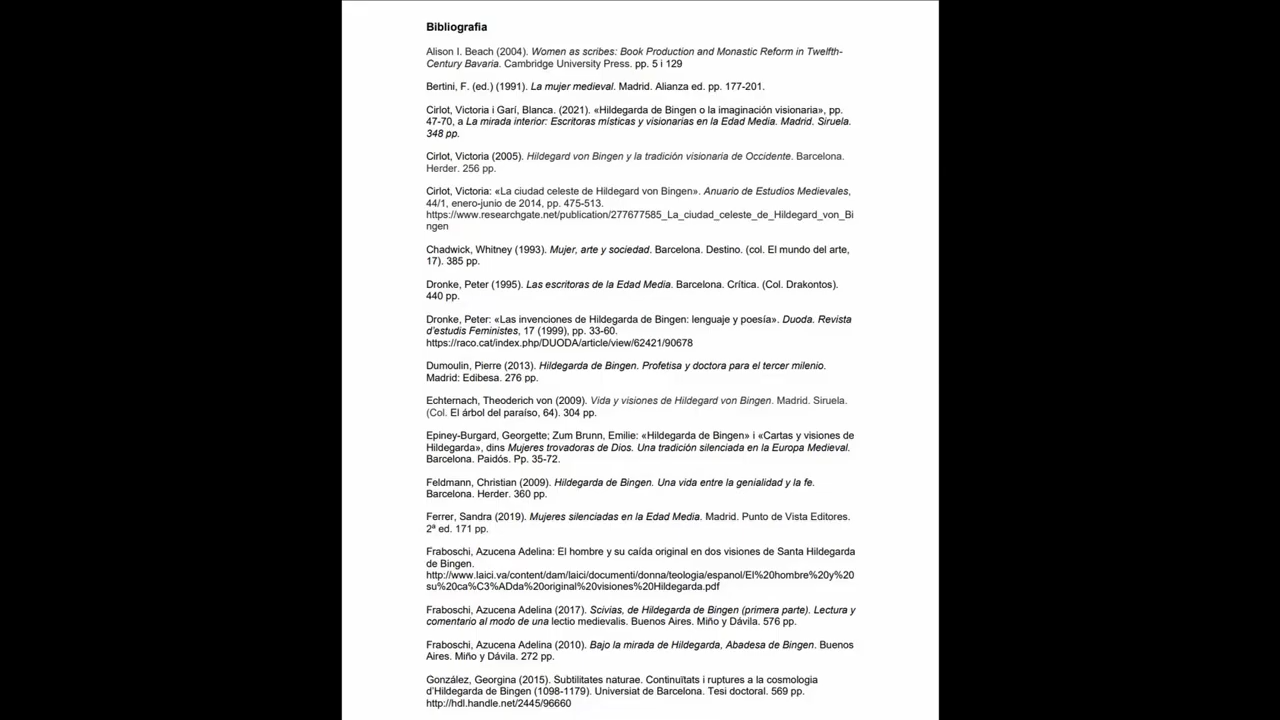 Bibliografia
Alison I. Beach (2004). Women as scribes: Book Production and Monastic Reform in Twelfth-
Century Bavaria. Cambridge University Press. pp. 5 i 129
Bertini, F. (ed.) (1991). La mujer medieval. Madrid. Alianza ed. pp. 177-201.
Cirlot, Victoria i Garí, Blanca. (2021). «Hildegarda de Bingen o la imaginación visionaria», pp.
47-70, a La mirada interior: Escritoras místicas y visionarias en la Edad Media. Madrid. Siruela.
348 pp.
Cirlot, Victoria (2005). Hildegard von Bingen y la tradición visionaria de Occidente. Barcelona.
Herder. 256 pp.
Cirlot, Victoria: «La ciudad celeste de Hildegard von Bingen». Anuario de Estudios Medievales,
44/1, enero-junio de 2014, pp. 475-513.
https://www.researchgate.net/publication/277677585_La_ciudad_celeste_de_Hildegard_von_Bi
ngen
Chadwick, Whitney (1993). Mujer, arte y sociedad. Barcelona. Destino. (col. El mundo del arte,
17). 385 pp.
Dronke, Peter (1995). Las escritoras de la Edad Media. Barcelona. Crítica. (Col. Drakontos).
440 pp.
Dronke, Peter: «Las invenciones de Hildegarda de Bingen: lenguaje y poesía». Duoda. Revista
d'estudis Feministes, 17 (1999), pp. 33-60.
https://raco.cat/index.php/DUODA/article/view/62421/90678
Dumoulin, Pierre (2013). Hildegarda de Bingen. Profetisa y doctora para el tercer milenio.
Madrid: Edibesa. 276 pp.
Echternach, Theoderich von (2009). Vida y visiones de Hildegard von Bingen. Madrid. Siruela.
(Col. El árbol del paraíso, 64). 304 pp.
Epiney-Burgard, Georgette; Zum Brunn, Emilie: «Hildegarda de Bingen» i «Cartas y visiones de
Hildegarda», dins Mujeres trovadoras de Dios. Una tradición silenciada en la Europa Medieval.
Barcelona. Paidós. Pp. 35-72.
Feldmann, Christian (2009). Hildegarda de Bingen. Una vida entre la genialidad y la fe.
Barcelona. Herder. 360 pp.
Ferrer, Sandra (2019). Mujeres silenciadas en la Edad Media. Madrid. Punto de Vista Editores.
2ª ed. 171 pp.
Fraboschi, Azucena Adelina: El hombre y su caída original en dos visiones de Santa Hildegarda
de Bingen.
http://www.laici.va/content/dam/laici/documenti/donna/teologia/espanol/El%20hombre%20y%20
su%20ca%C3%ADda%20original%20visiones%20Hildegarda.pdf
Fraboschi, Azucena Adelina (2017). Scivias, de Hildegarda de Bingen (primera parte). Lectura y
comentario al modo de una lectio medievalis. Buenos Aires. Miño y Dávila. 576 pp.
Fraboschi, Azucena Adelina (2010). Bajo la mirada de Hildegarda, Abadesa de Bingen. Buenos
Aires. Miño y Dávila. 272 pp.
González, Georgina (2015). Subtilitates naturae. Continuïtats i ruptures a la cosmologia
d'Hildegarda de Bingen (1098-1179). Universiat de Barcelona. Tesi doctoral. 569 pp.
http://hdl.handle.net/2445/96660